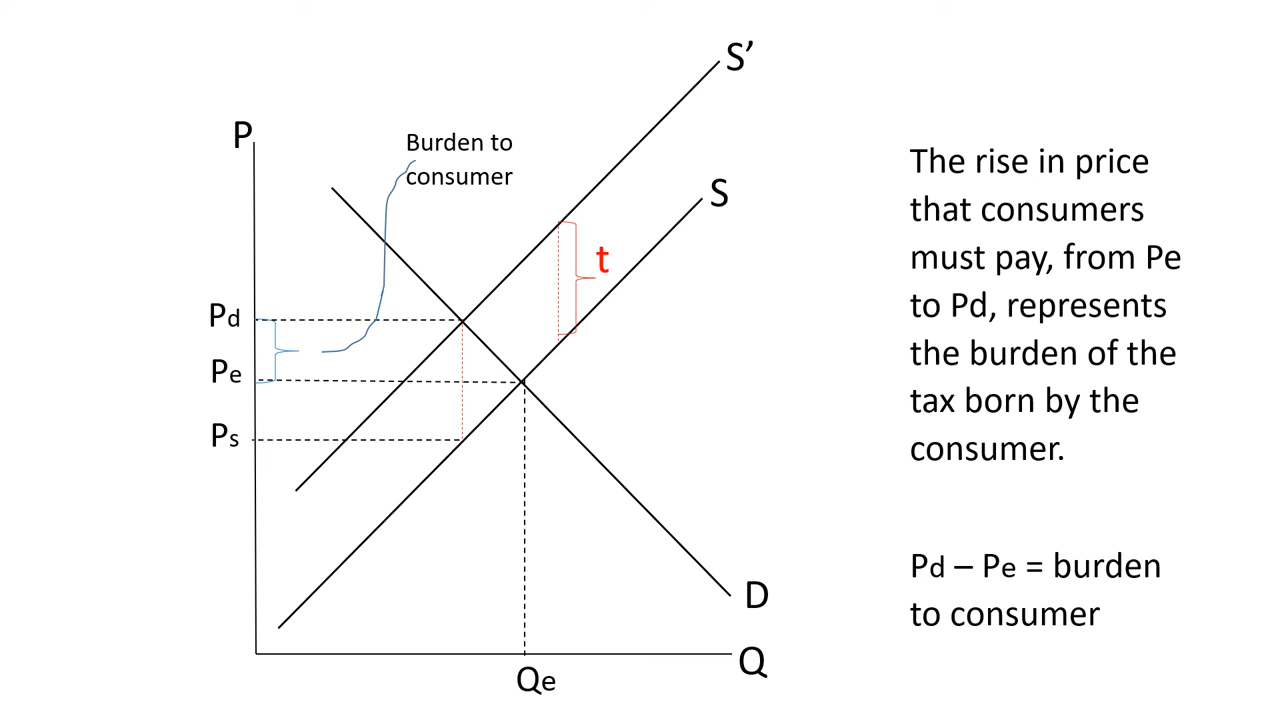 S’
P
Burden to
consumer
S
t
Pd
Pe
Ps
D
Q
Qe
The rise in price
that consumers
must pay, from Pe
to Pd, represents
the burden of the
tax born by the
consumer.
Pd – Pe = burden
to consumer